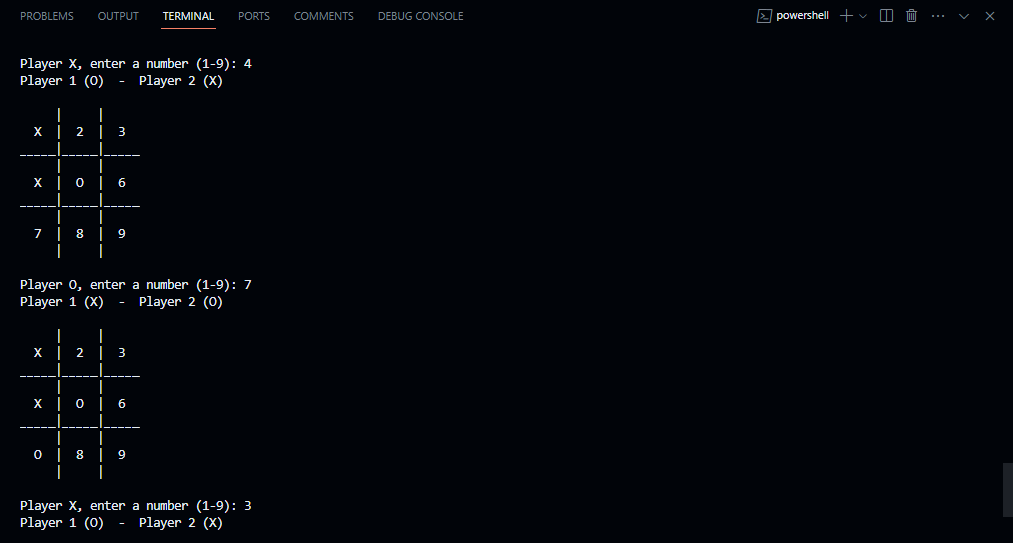 PROBLEMS OUTPUT TERMINAL PORTS COMMENTS DEBUG CONSOLE powershell
Player X, enter a number (1-9): 4
Player 1 (O)  -  Player 2 (X)
     |     |
  X  |  2  |  3
_____|_____|_____
     |     |
  X  |  O  |  6
_____|_____|_____
     |     |
  7  |  8  |  9
     |     |
Player O, enter a number (1-9): 7
Player 1 (X)  -  Player 2 (O)
     |     |
  X  |  2  |  3
_____|_____|_____
     |     |
  X  |  O  |  6
_____|_____|_____
     |     |
  O  |  8  |  9
     |     |
Player X, enter a number (1-9): 3
Player 1 (O)  -  Player 2 (X)